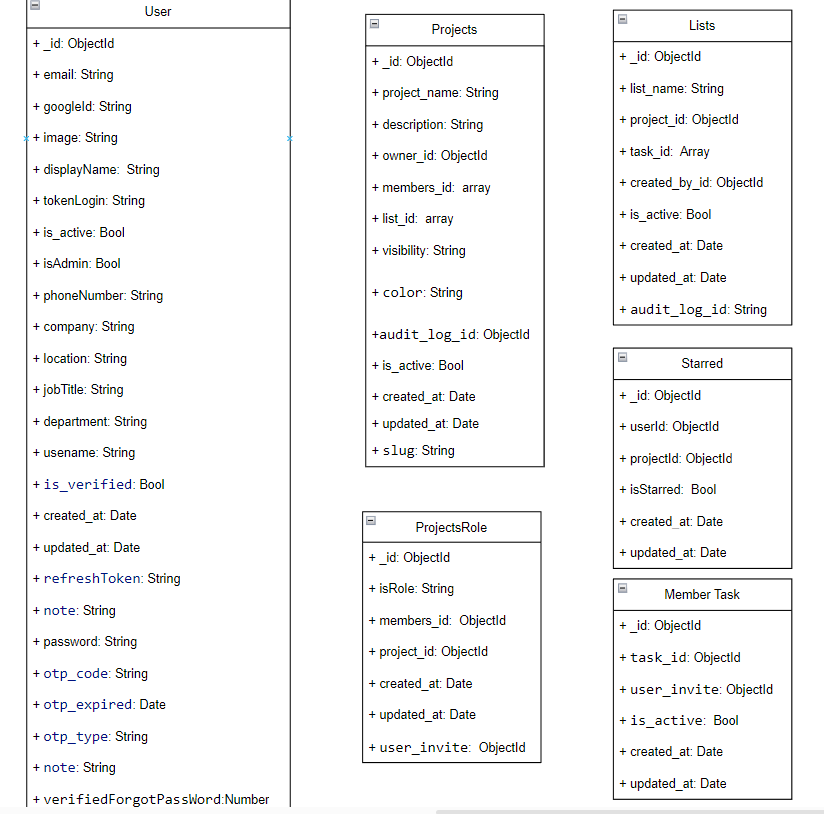 User
+ _id: ObjectId
+ email: String
+ googleId: String
+ image: String
+ displayName:  String
+ tokenLogin: String
+ is_active: Bool
+ isAdmin: Bool
+ phoneNumber: String
+ company: String
+ location: String
+ jobTitle: String
+ department: String
+ usename: String
+ is_verified: Bool
+ created_at: Date
+ updated_at: Date
+ refreshToken: String
+ note: String
+ password: String
+ otp_code: String
+ otp_expired: Date
+ otp_type: String
+ note: String
+ verifiedForgotPassWord:Number
Projects
+ _id: ObjectId
+ project_name: String
+ description: String
+ owner_id: ObjectId
+ members_id:  array
+ list_id:  array
+ visibility: String
+ color: String
+audit_log_id: ObjectId
+ is_active: Bool
+ created_at: Date
+ updated_at: Date
+ slug: String
ProjectsRole
+ _id: ObjectId
+ isRole: String
+ members_id:  ObjectId
+ project_id: ObjectId
+ created_at: Date
+ updated_at: Date
+ user_invite:  ObjectId
Lists
+ _id: ObjectId
+ list_name: String
+ project_id: ObjectId
+ task_id:  Array
+ created_by_id: ObjectId
+ is_active: Bool
+ created_at: Date
+ updated_at: Date
+ audit_log_id: String
Starred
+ _id: ObjectId
+ userId: ObjectId
+ projectId: ObjectId
+ isStarred:  Bool
+ created_at: Date
+ updated_at: Date
Member Task
+ _id: ObjectId
+ task_id: ObjectId
+ user_invite: ObjectId
+ is_active:  Bool
+ created_at: Date
+ updated_at: Date